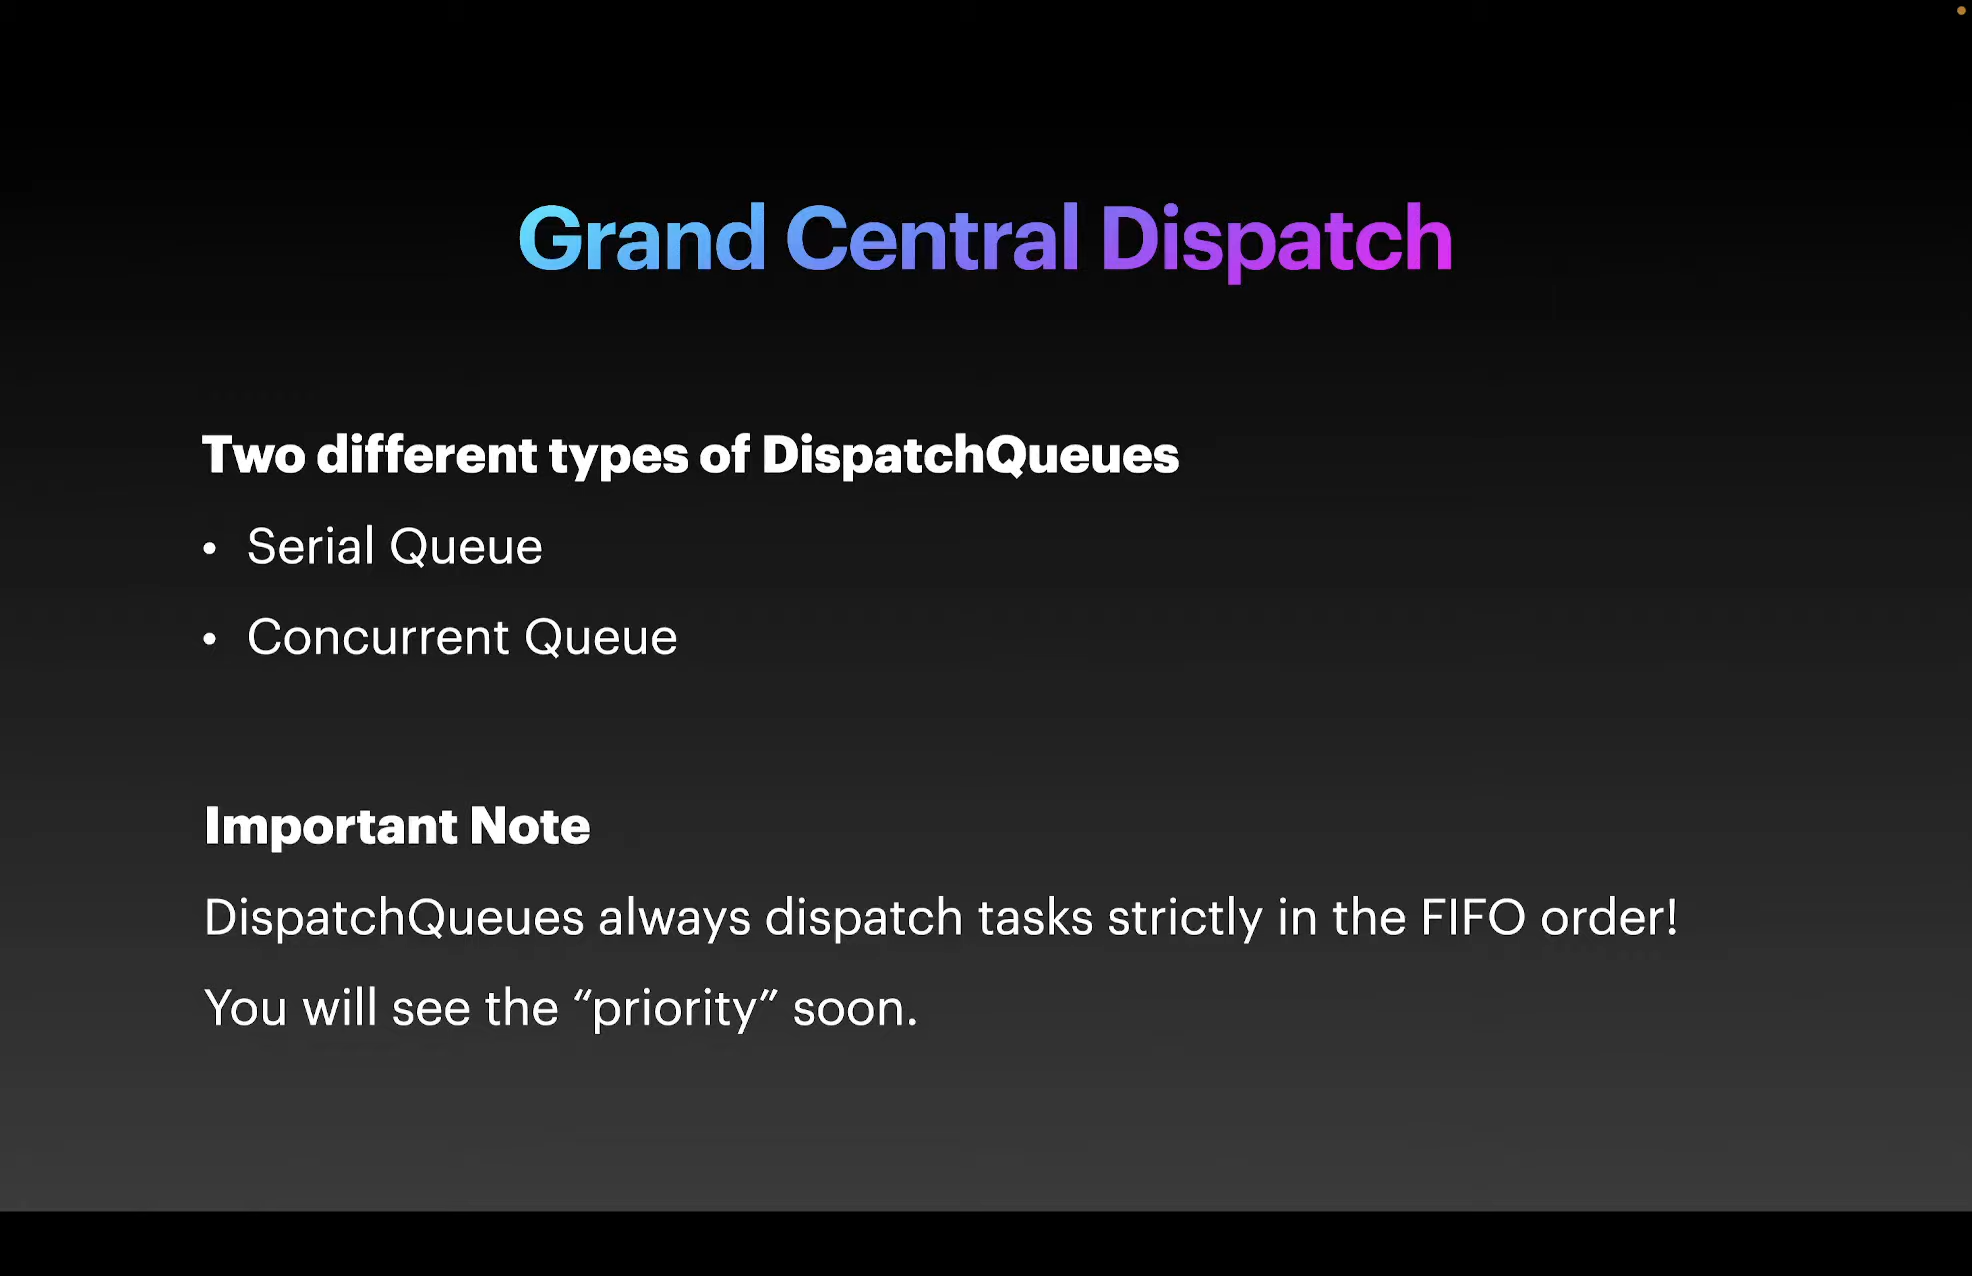 Grand Central Dispatch
Two different types of DispatchQueues
• Serial Queue
• Concurrent Queue
Important Note
DispatchQueues always dispatch tasks strictly in the FIFO order!
You will see the “priority” soon.